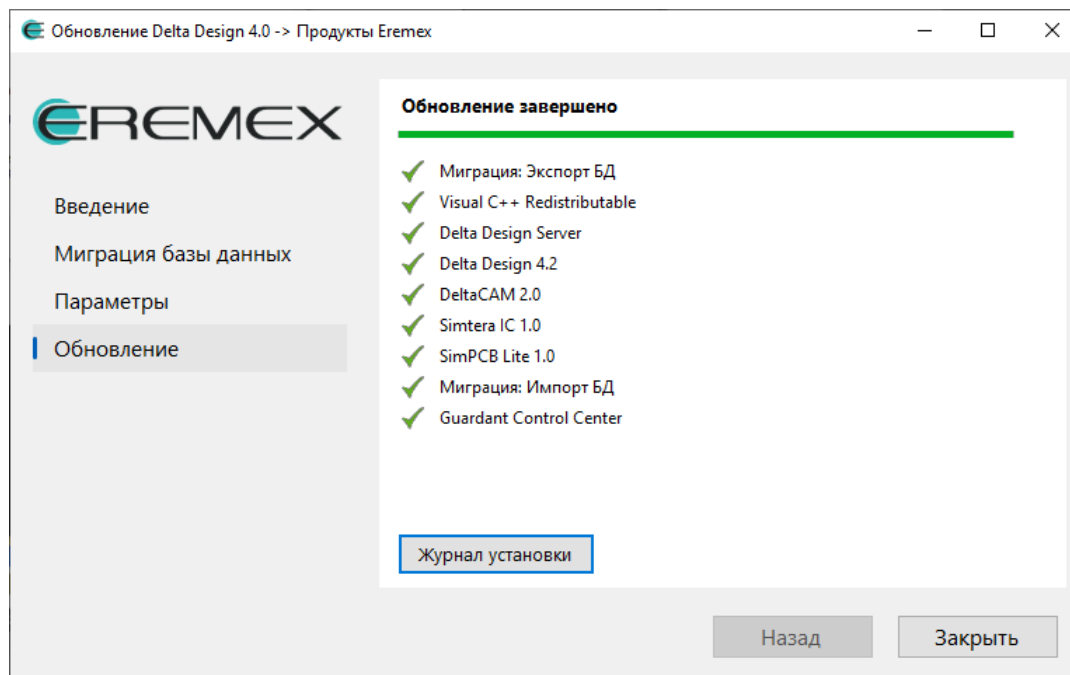 Обновление Delta Design 4.0 -> Продукты Eremex
EREMEX
Введение
Миграция базы данных
Параметры
Обновление
Обновление завершено
Миграция: Экспорт БД
Visual C++ Redistributable
Delta Design Server
Delta Design 4.2
DeltaCAM 2.0
Simtera IC 1.0
SimPCB Lite 1.0
Миграция: Импорт БД
Guardant Control Center
Журнал установки
Назад
Закрыть